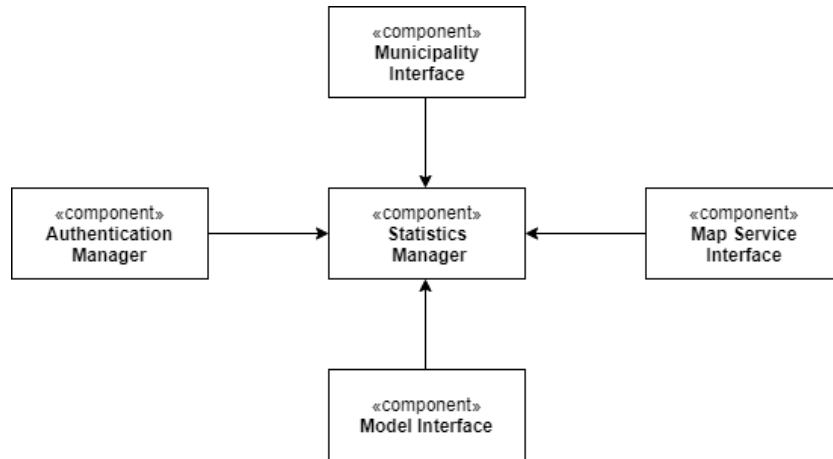 «component»
Municipality
Interface
«component»
Authentication
Manager
«component»
Statistics
Manager
«component»
Map Service
Interface
«component»
Model Interface